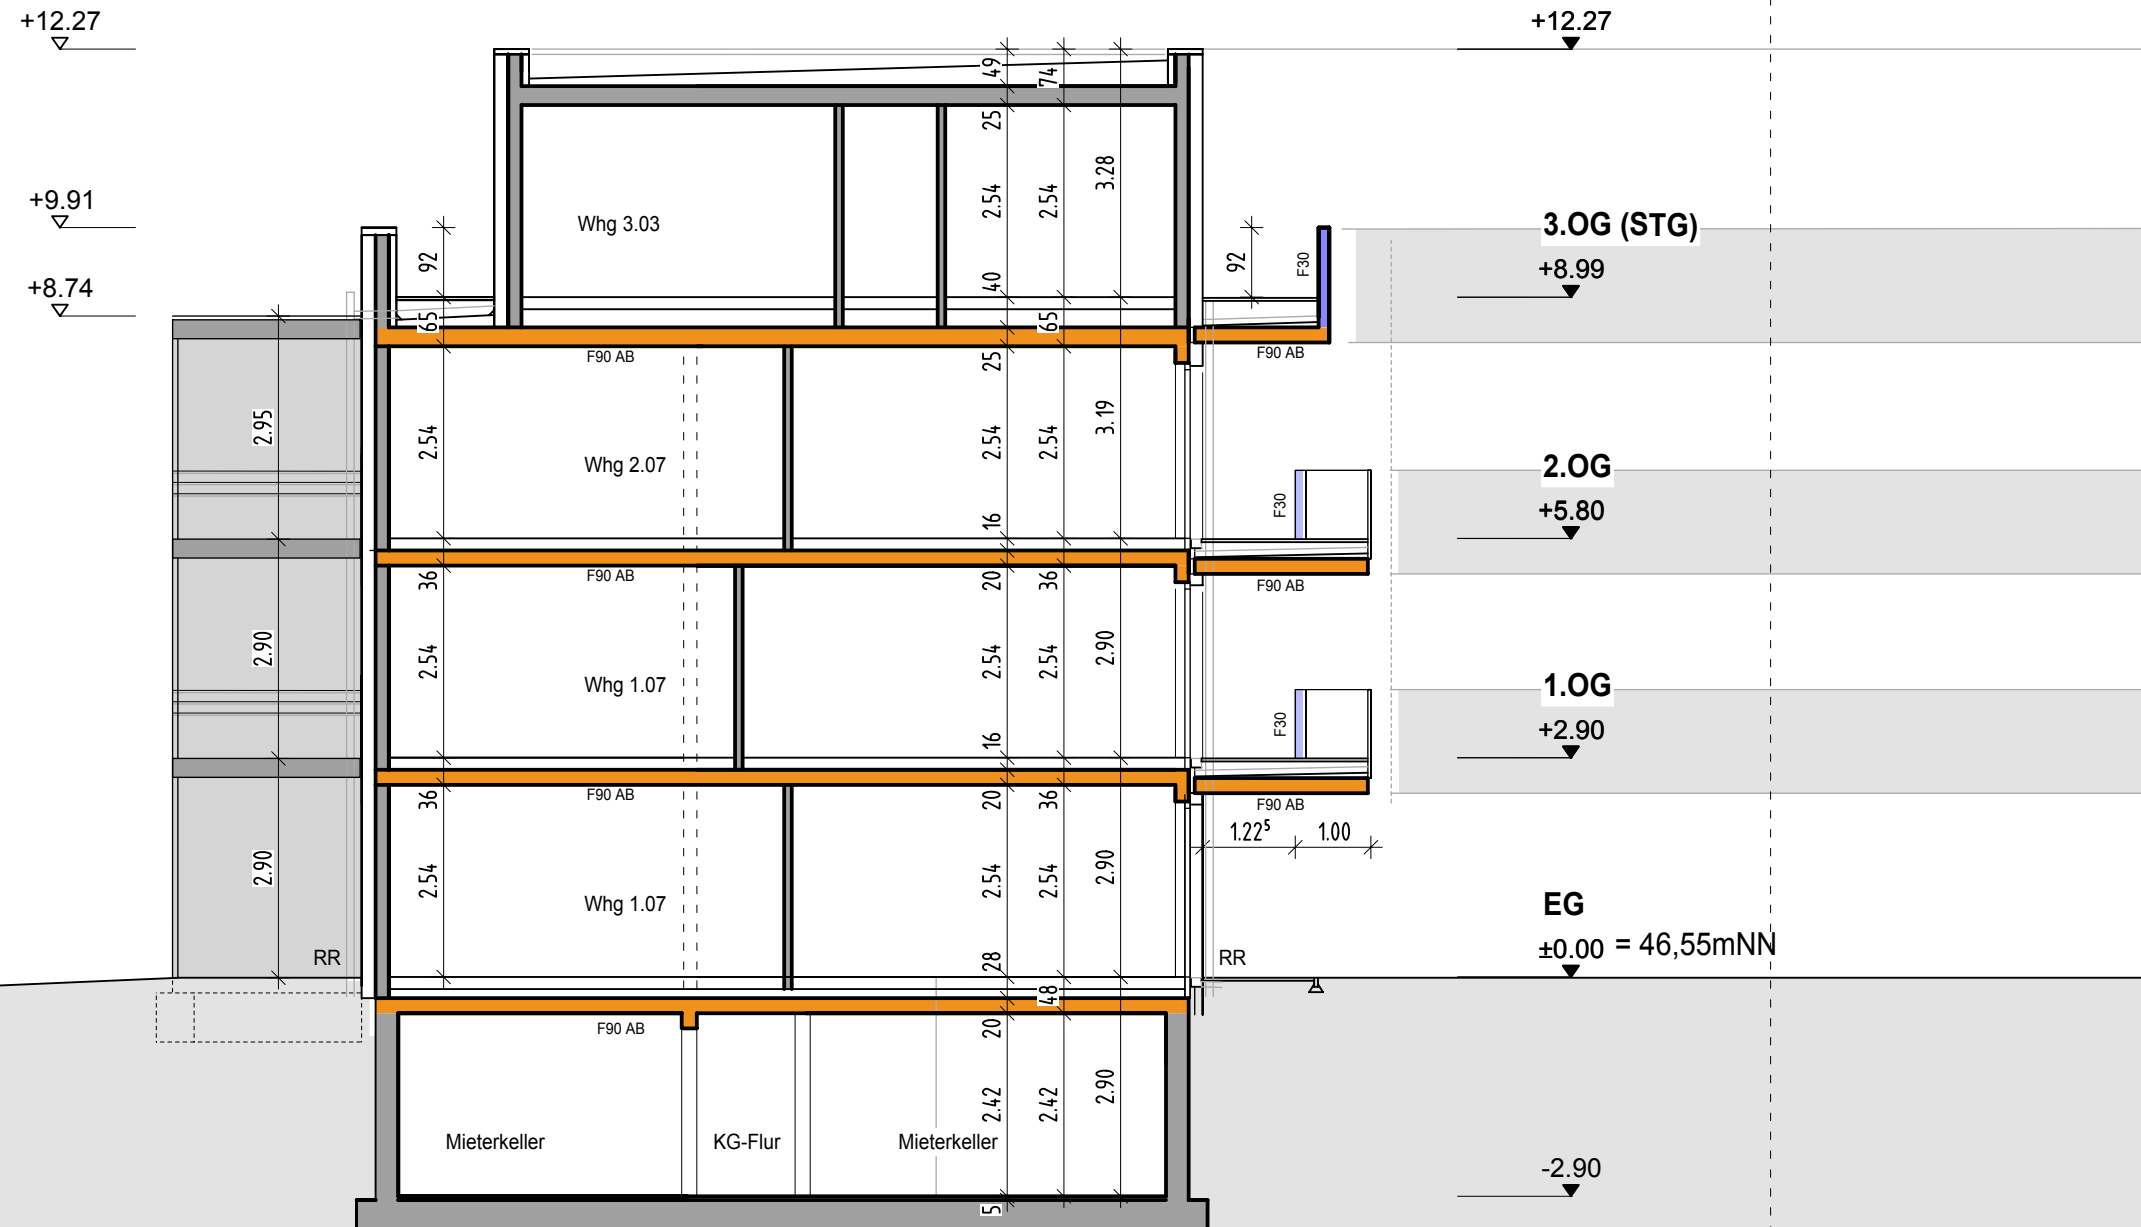 +12.27
+12.27
49
74
25
3.28
+9.91
2.54
2.54
Whg 3.03
3.OG (STG)
92
92
F30
+8.99
+8.74
40
65
65
F90 AB
25
F90 AB
2.95
2.54
2.54
2.54
3.19
Whg 2.07
2.OG
F30
+5.80
16
F90 AB
36
20
36
F90 AB
2.90
2.54
2.54
2.54
2.90
Whg 1.07
1.OG
F30
+2.90
16
F90 AB
36
20
36
F90 AB
1.22⁵
1.00
2.90
2.54
2.54
2.54
2.90
Whg 1.07
EG
±0.00 = 46,55mNN
RR
28
RR
48
F90 AB
20
2.42
2.42
2.90
Mieterkeller
KG-Flur
Mieterkeller
-2.90
5